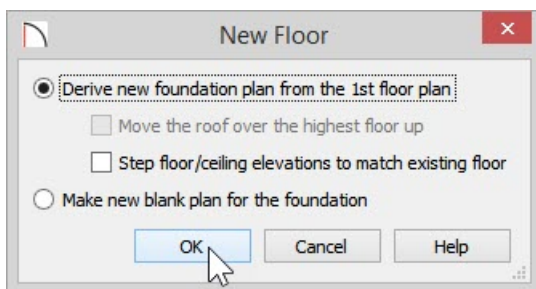 New Floor
Derive new foundation plan from the 1st floor plan
Move the roof over the highest floor up
Step floor/ceiling elevations to match existing floor
Make new blank plan for the foundation
OK Cancel Help